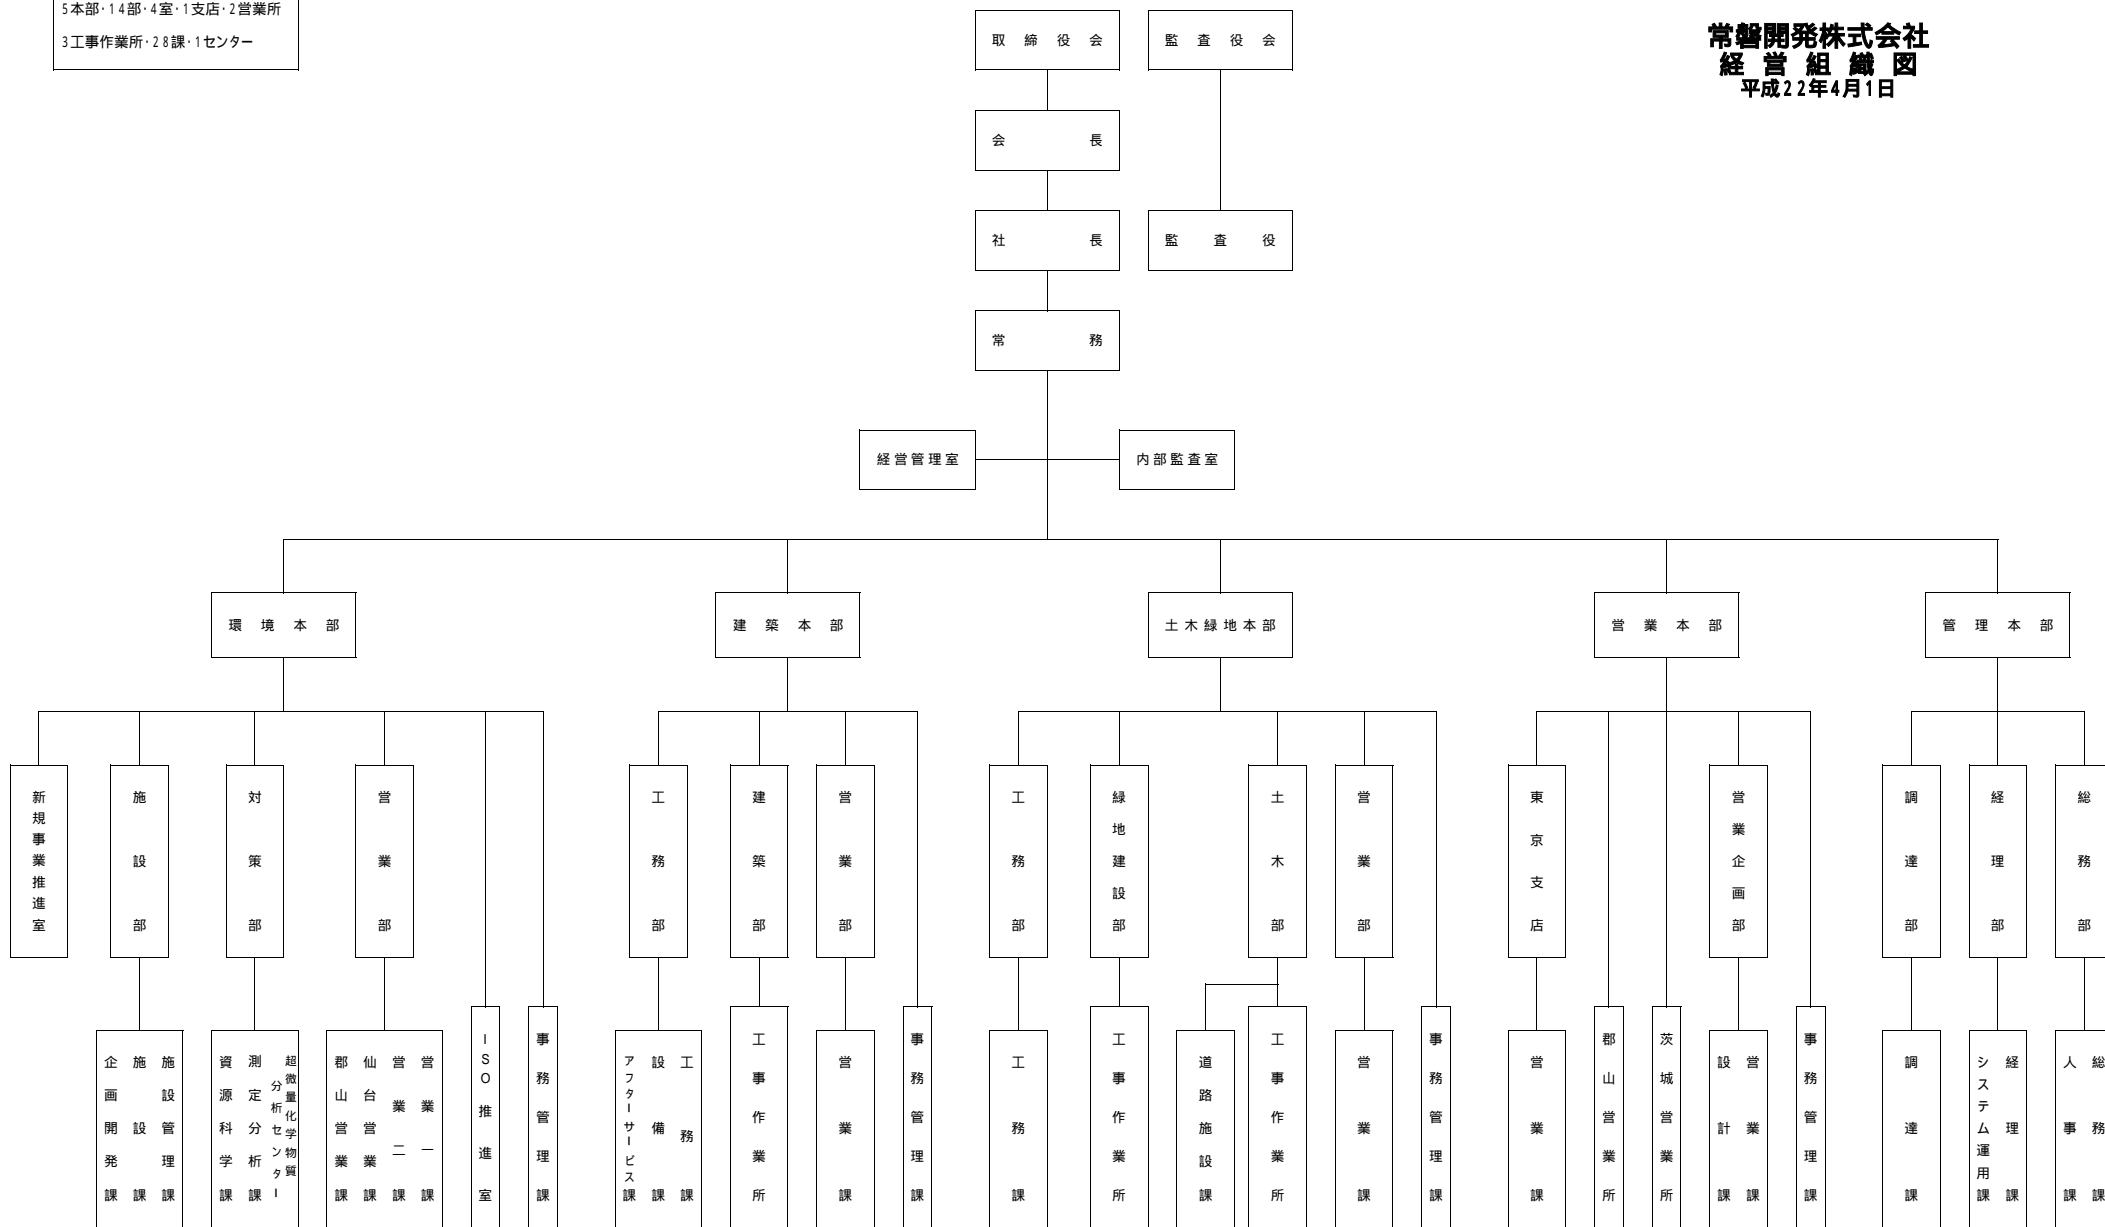 5本部・14部・4室・1支店・2営業所
3工事作業所・28課・1センター
常磐開発株式会社
経営組織図
平成22年4月1日
取締役会
監査役会
会長
社長
監査役
常務
経営管理室
内部監査室
環境本部
建築本部
土木緑地本部
営業本部
管理本部
新規事業推進室
施設部
対策部
営業部
工務部
建築部
営業部
工務部
緑地建設部
土木部
営業部
東京支店
営業企画部
調達部
経理部
総務部
企画開発課
施設課
施設管理課
資源科学課
測定分析課
超微量化学物質
分析センター
郡山営業課
仙台営業課
営業二課
営業一課
ISO推進室
事務管理課
アフターサービス課
設備課
工務課
工事作業所
営業課
事務管理課
工務課
工事作業所
道路施設課
工事作業所
営業課
事務管理課
営業課
郡山営業所
茨城営業所
設計課
営業課
事務管理課
調達課
システム運用課
経理課
人事課
総務課